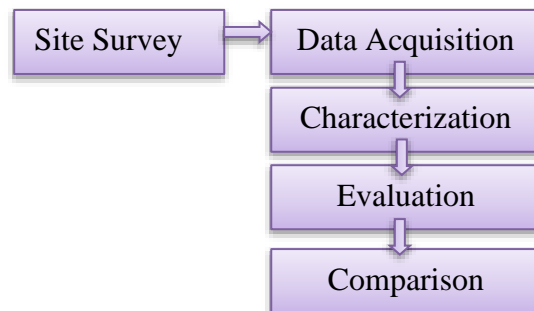 Site Survey
Data Acquisition
Characterization
Evaluation
Comparison